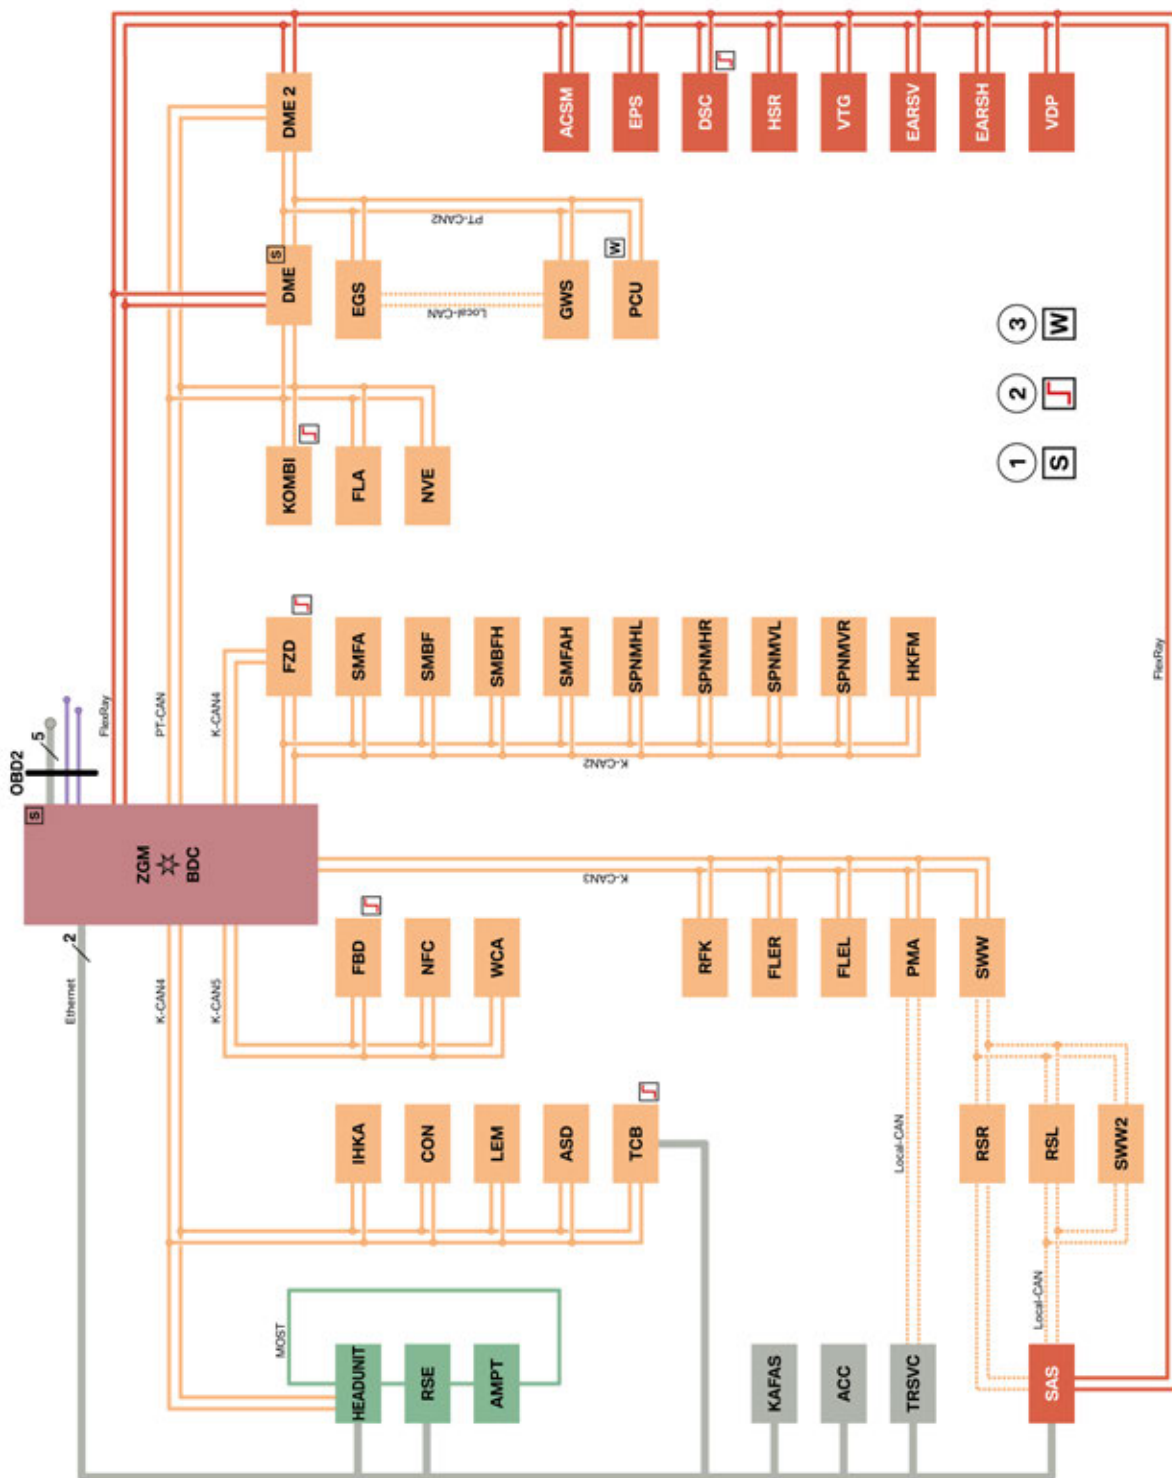 OBD2
5
S
ZGM
BDC
2
Ethernet
K-CAN4
K-CAN5
FlexRay
PT-CAN
K-CAN4
HEADUNIT
RSE
AMPT
MOST
KAFAS
ACC
TRSVC
SAS
IHKA
CON
LEM
ASD
TCB
Local-CAN
RSR
RSL
SWW2
Local-CAN
FBD
NFC
WCA
RFK
FLER
FLEL
PMA
SWW
K-CAN3
FZD
SMFA
SMBF
SMBFH
SMFAH
SPNMHL
SPNMHR
SPNMVL
SPNMVR
HKFM
K-CAN2
KOMBI
FLA
NVE
DME
S
EGS
GWS
PCU
W
Local-CAN
PT-CAN2
DME 2
ACSM
EPS
DSC
HSR
VTG
EARSV
EARSH
VDP
FlexRay
1
S
2
3
W